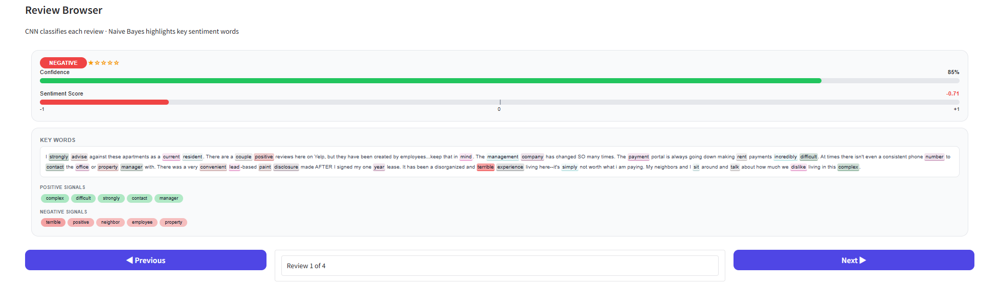 Review Browser
CNN classifies each review · Naive Bayes highlights key sentiment words
NEGATIVE ★☆☆☆☆
Confidence 85%
Sentiment Score -0.71
-1 0 +1
KEY WORDS
I strongly advise against these apartments as a current resident. There are a couple positive reviews here on Yelp, but they have been created by employees...keep that in mind. The management company has changed SO many times. The payment portal is always going down making rent payments incredibly difficult. At times there isn't even a consistent phone number to
contact the office or property manager with. There was a very convenient lead-based paint disclosure made AFTER I signed my one year lease. It has been a disorganized and terrible experience living here--it's simply not worth what i am paying. My neighbors and I sit around and talk about how much we dislike living in this complex.
POSITIVE SIGNALS
complex difficult strongly contact manager
NEGATIVE SIGNALS
terrible positive neighbor employee property
◀ Previous
Review 1 of 4
Next ▶